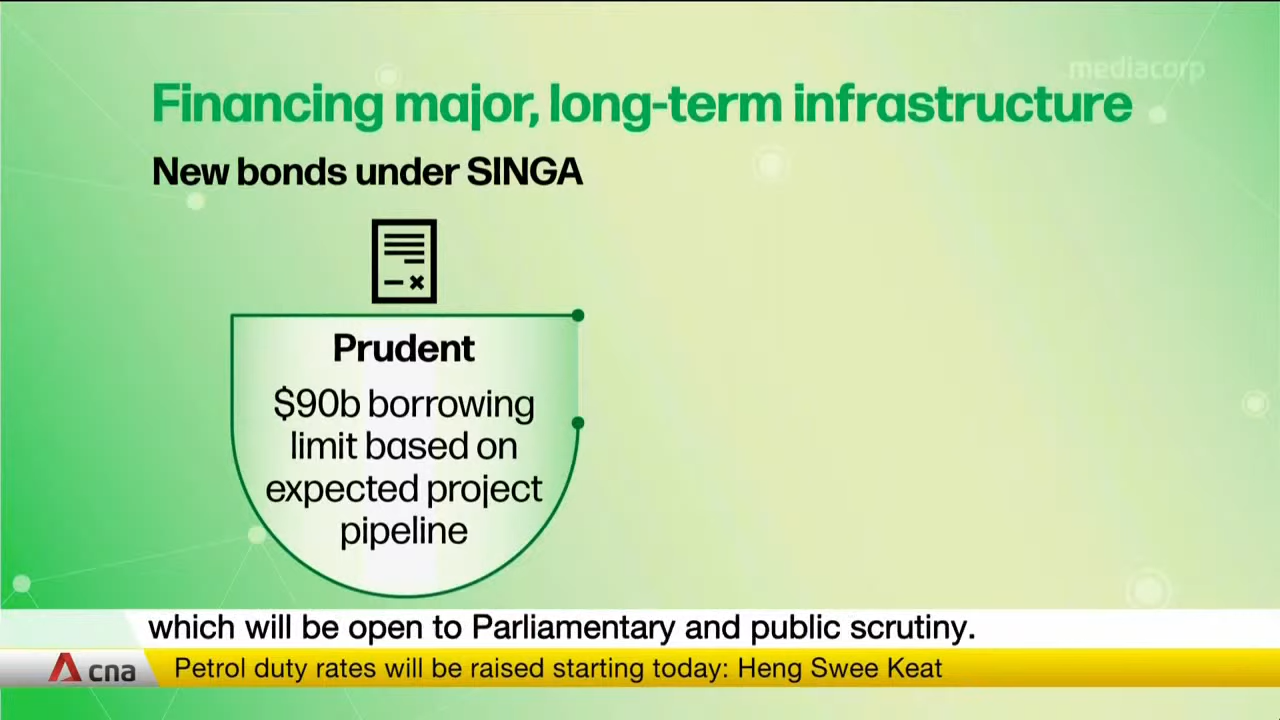 mediacorp
Financing major, long-term infrastructure
New bonds under SINGA
Prudent
$90b borrowing
limit based on
expected project
pipeline
which will be open to Parliamentary and public scrutiny.
cna
Petrol duty rates will be raised starting today: Heng Swee Keat